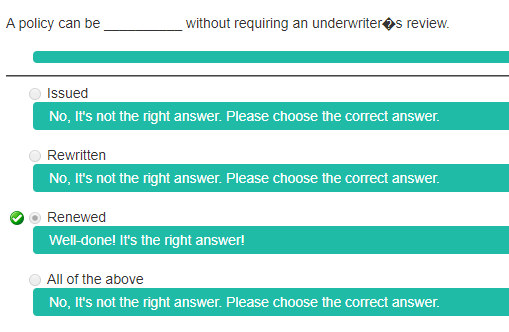 A policy can be __________ without requiring an underwriter�s review.
Issued
No, It's not the right answer. Please choose the correct answer.
Rewritten
No, It's not the right answer. Please choose the correct answer.
Renewed
Well-done! It's the right answer!
All of the above
No, It's not the right answer. Please choose the correct answer.